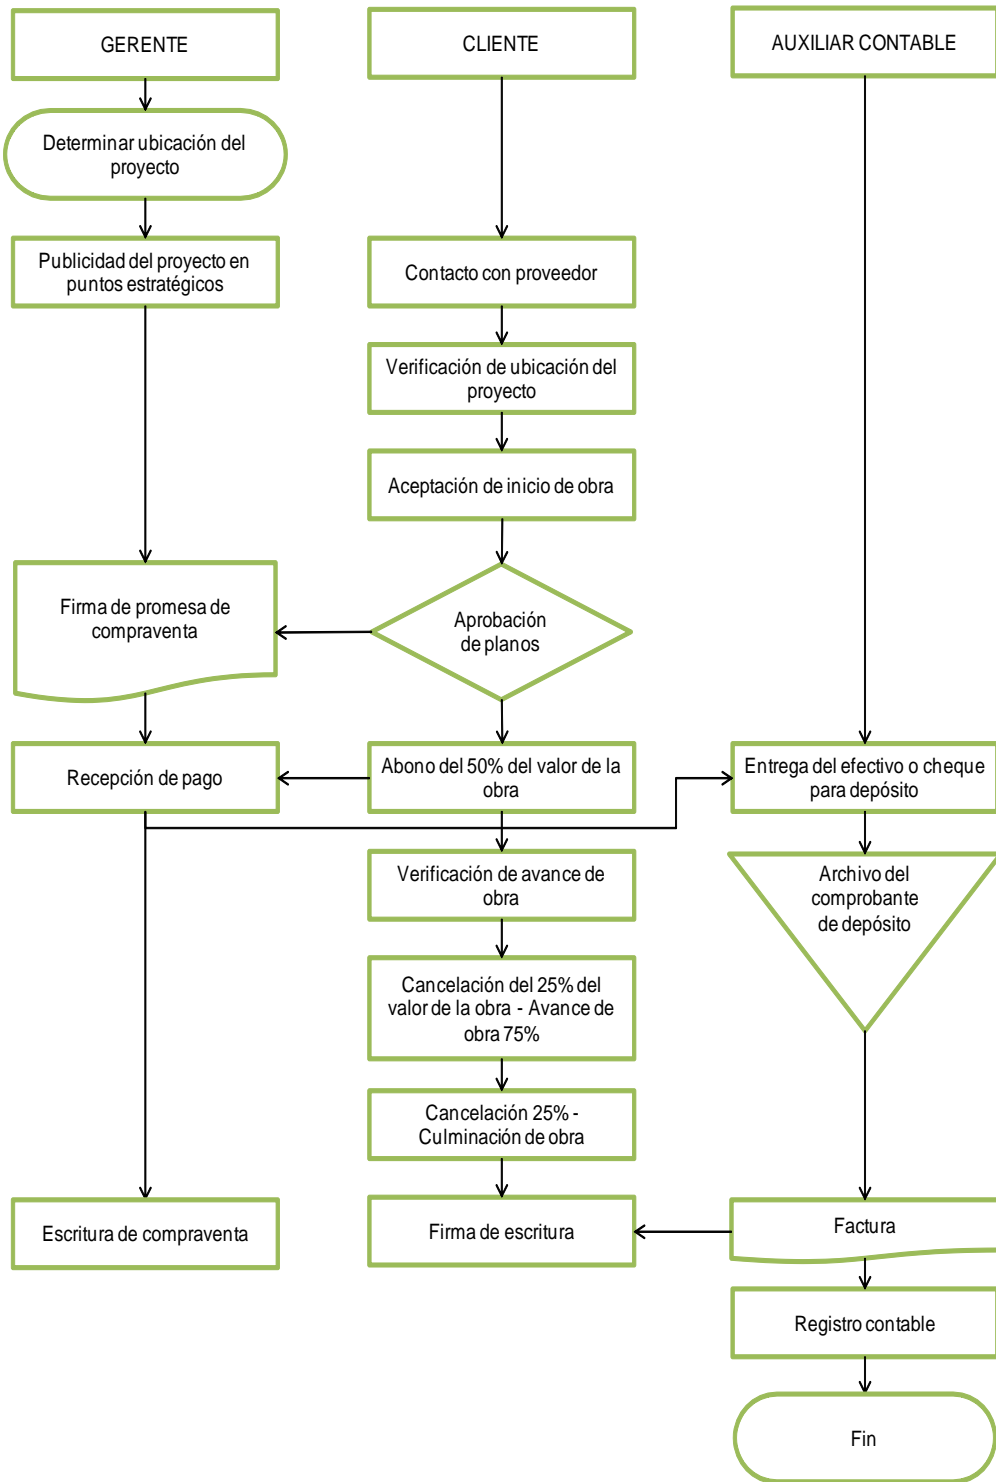 GERENTE
CLIENTE
AUXILIAR CONTABLE
Determinar ubicación del
proyecto
Publicidad del proyecto en
puntos estratégicos
Contacto con proveedor
Verificación de ubicación del
proyecto
Aceptación de inicio de obra
Firma de promesa de
compraventa
Aprobación
de planos
Recepción de pago
Abono del 50% del valor de la
obra
Entrega del efectivo o cheque
para depósito
Verificación de avance de
obra
Archivo del
comprobante
de depósito
Cancelación del 25% del
valor de la obra - Avance de
obra 75%
Cancelación 25% -
Culminación de obra
Escritura de compraventa
Firma de escritura
Factura
Registro contable
Fin